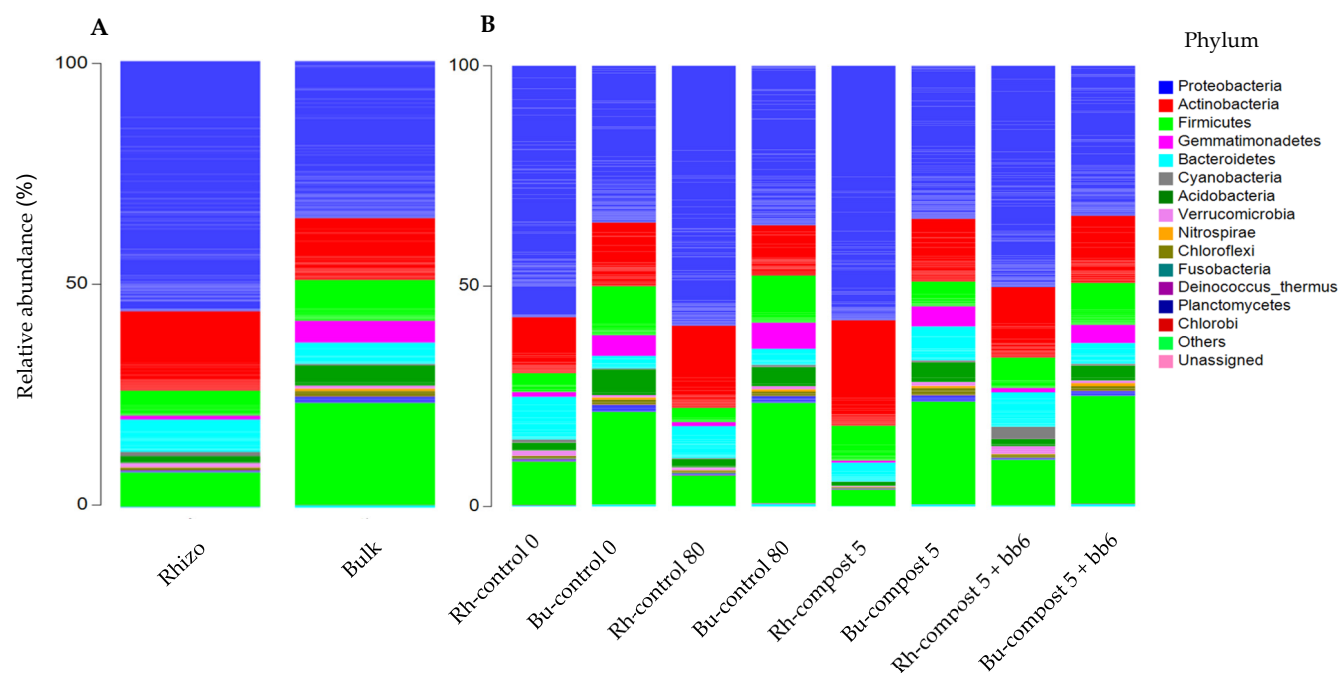 A
B
Phylum
Relative abundance (%)
100
50
0
100
50
0
Rhizo
Bulk
Rh-control 0
Bu-control 0
Rh-control 80
Bu-control 80
Rh-compost 5
Bu-compost 5
Rh-compost 5 + bb6
Bu-compost 5 + bb6
Proteobacteria
Actinobacteria
Firmicutes
Gemmatimonadetes
Bacteroidetes
Cyanobacteria
Acidobacteria
Verrucomicrobia
Nitrospirae
Chloroflexi
Fusobacteria
Deinococcus_thermus
Planctomycetes
Chlorobi
Others
Unassigned